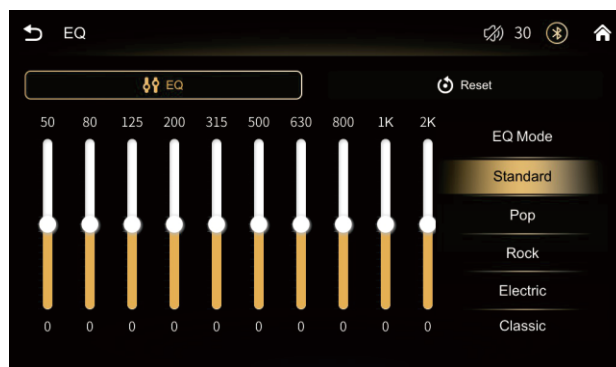 EQ 30
EQ Reset
50 80 125 200 315 500 630 800 1K 2K
0 0 0 0 0 0 0 0 0 0
EQ Mode
Standard
Pop
Rock
Electric
Classic